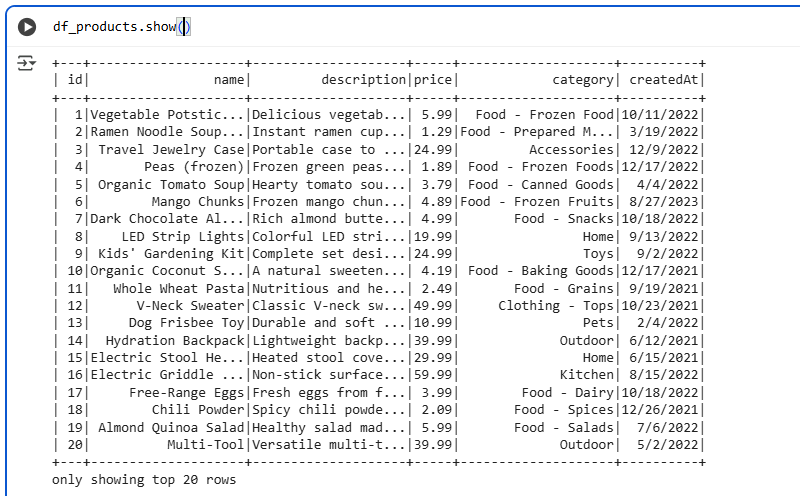 df_products.show()
+---+--------------------+--------------------+-----+--------------------+----------+
| id|                name|         description|price|            category| createdAt|
+---+--------------------+--------------------+-----+--------------------+----------+
|  1|Vegetable Potstic...|Delicious vegetab...| 5.99|  Food - Frozen Food|10/11/2022|
|  2|Ramen Noodle Soup...|Instant ramen cup...| 1.29|Food - Prepared M...| 3/19/2022|
|  3| Travel Jewelry Case|Portable case to ...|24.99|         Accessories| 12/9/2022|
|  4|       Peas (frozen)|Frozen green peas...| 1.89| Food - Frozen Foods|12/17/2022|
|  5| Organic Tomato Soup|Hearty tomato sou...| 3.79| Food - Canned Goods|  4/4/2022|
|  6|        Mango Chunks|Frozen mango chun...| 4.89|Food - Frozen Fruits| 8/27/2023|
|  7|Dark Chocolate Al...|Rich almond butte...| 4.99|       Food - Snacks|10/18/2022|
|  8|    LED Strip Lights|Colorful LED stri...|19.99|                Home| 9/13/2022|
|  9| Kids' Gardening Kit|Complete set desi...|24.99|                Toys|  9/2/2022|
| 10|Organic Coconut S...|A natural sweeten...| 4.19| Food - Baking Goods|12/17/2021|
| 11|   Whole Wheat Pasta|Nutritious and he...| 2.49|       Food - Grains| 9/19/2021|
| 12|      V-Neck Sweater|Classic V-neck sw...|49.99|     Clothing - Tops|10/23/2021|
| 13|     Dog Frisbee Toy|Durable and soft ...|10.99|                Pets|  2/4/2022|
| 14|  Hydration Backpack|Lightweight backp...|39.99|             Outdoor| 6/12/2021|
| 15|Electric Stool He...|Heated stool cove...|29.99|                Home| 6/15/2021|
| 16|Electric Griddle ...|Non-stick surface...|59.99|             Kitchen| 8/15/2022|
| 17|     Free-Range Eggs|Fresh eggs from f...| 3.99|        Food - Dairy|10/18/2022|
| 18|        Chili Powder|Spicy chili powde...| 2.09|       Food - Spices|12/26/2021|
| 19| Almond Quinoa Salad|Healthy salad mad...| 5.99|       Food - Salads|  7/6/2022|
| 20|          Multi-Tool|Versatile multi-t...|39.99|             Outdoor|  5/2/2022|
+---+--------------------+--------------------+-----+--------------------+----------+
only showing top 20 rows